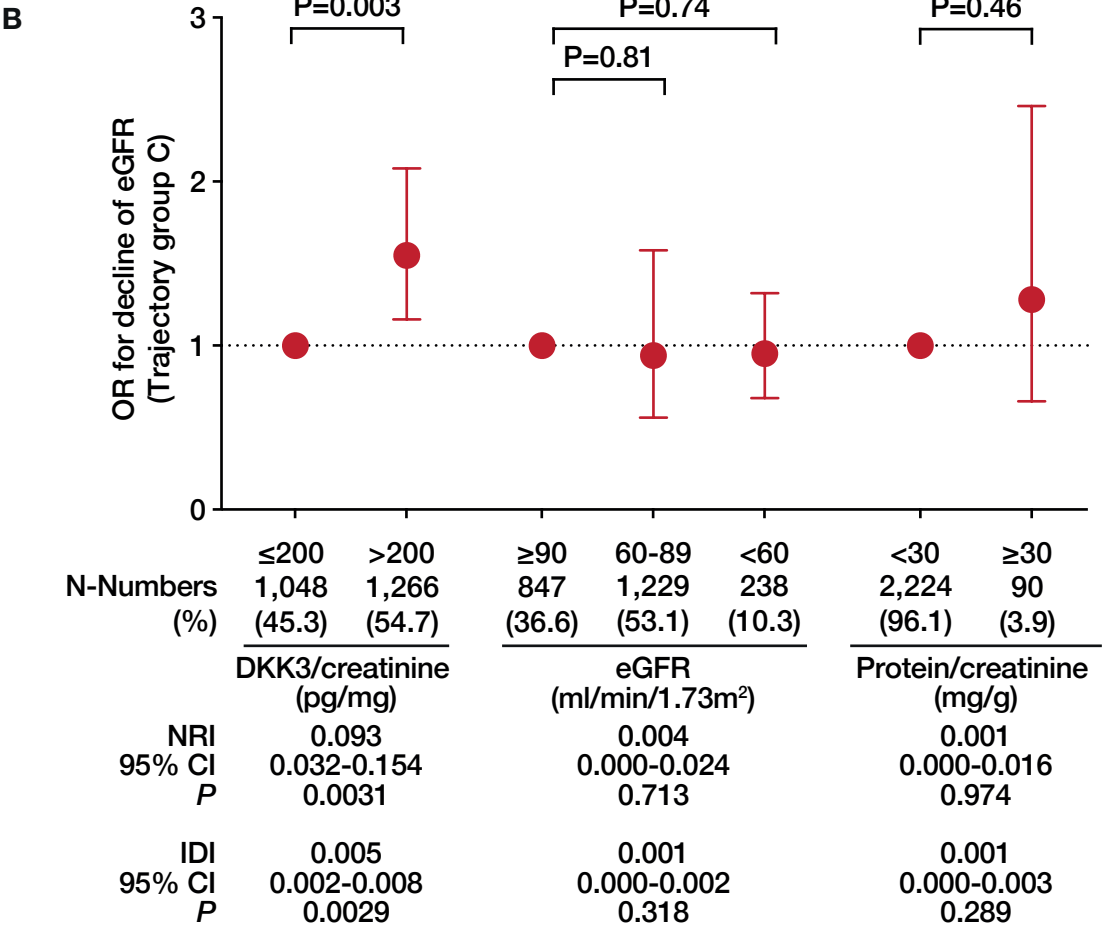 B
P=0.003 P=0.74 P=0.46
P=0.81
3
2
1
0
OR for decline of eGFR
(Trajectory group C)
≤200 >200 ≥90 60-89 <60 <30 ≥30
N-Numbers 1,048 1,266 847 1,229 238 2,224 90
(%) (45.3) (54.7) (36.6) (53.1) (10.3) (96.1) (3.9)
DKK3/creatinine eGFR Protein/creatinine
(pg/mg) (ml/min/1.73m²) (mg/g)
NRI 0.093 0.004 0.001
95% CI 0.032-0.154 0.000-0.024 0.000-0.016
P 0.0031 0.713 0.974
IDI 0.005 0.001 0.001
95% CI 0.002-0.008 0.000-0.002 0.000-0.003
P 0.0029 0.318 0.289